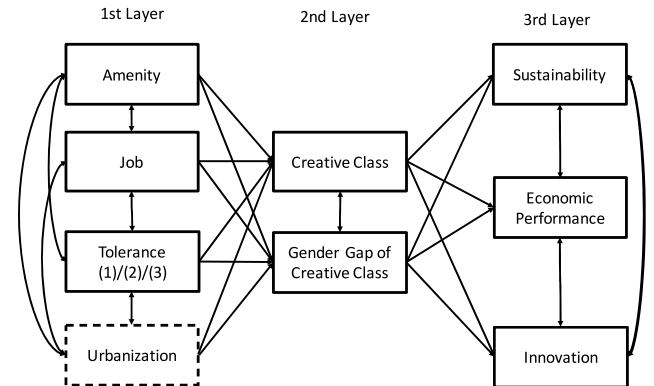 1st Layer
2nd Layer
3rd Layer
Amenity
Sustainability
Job
Creative Class
Economic
Performance
Tolerance
(1)/(2)/(3)
Gender Gap of
Creative Class
Urbanization
Innovation